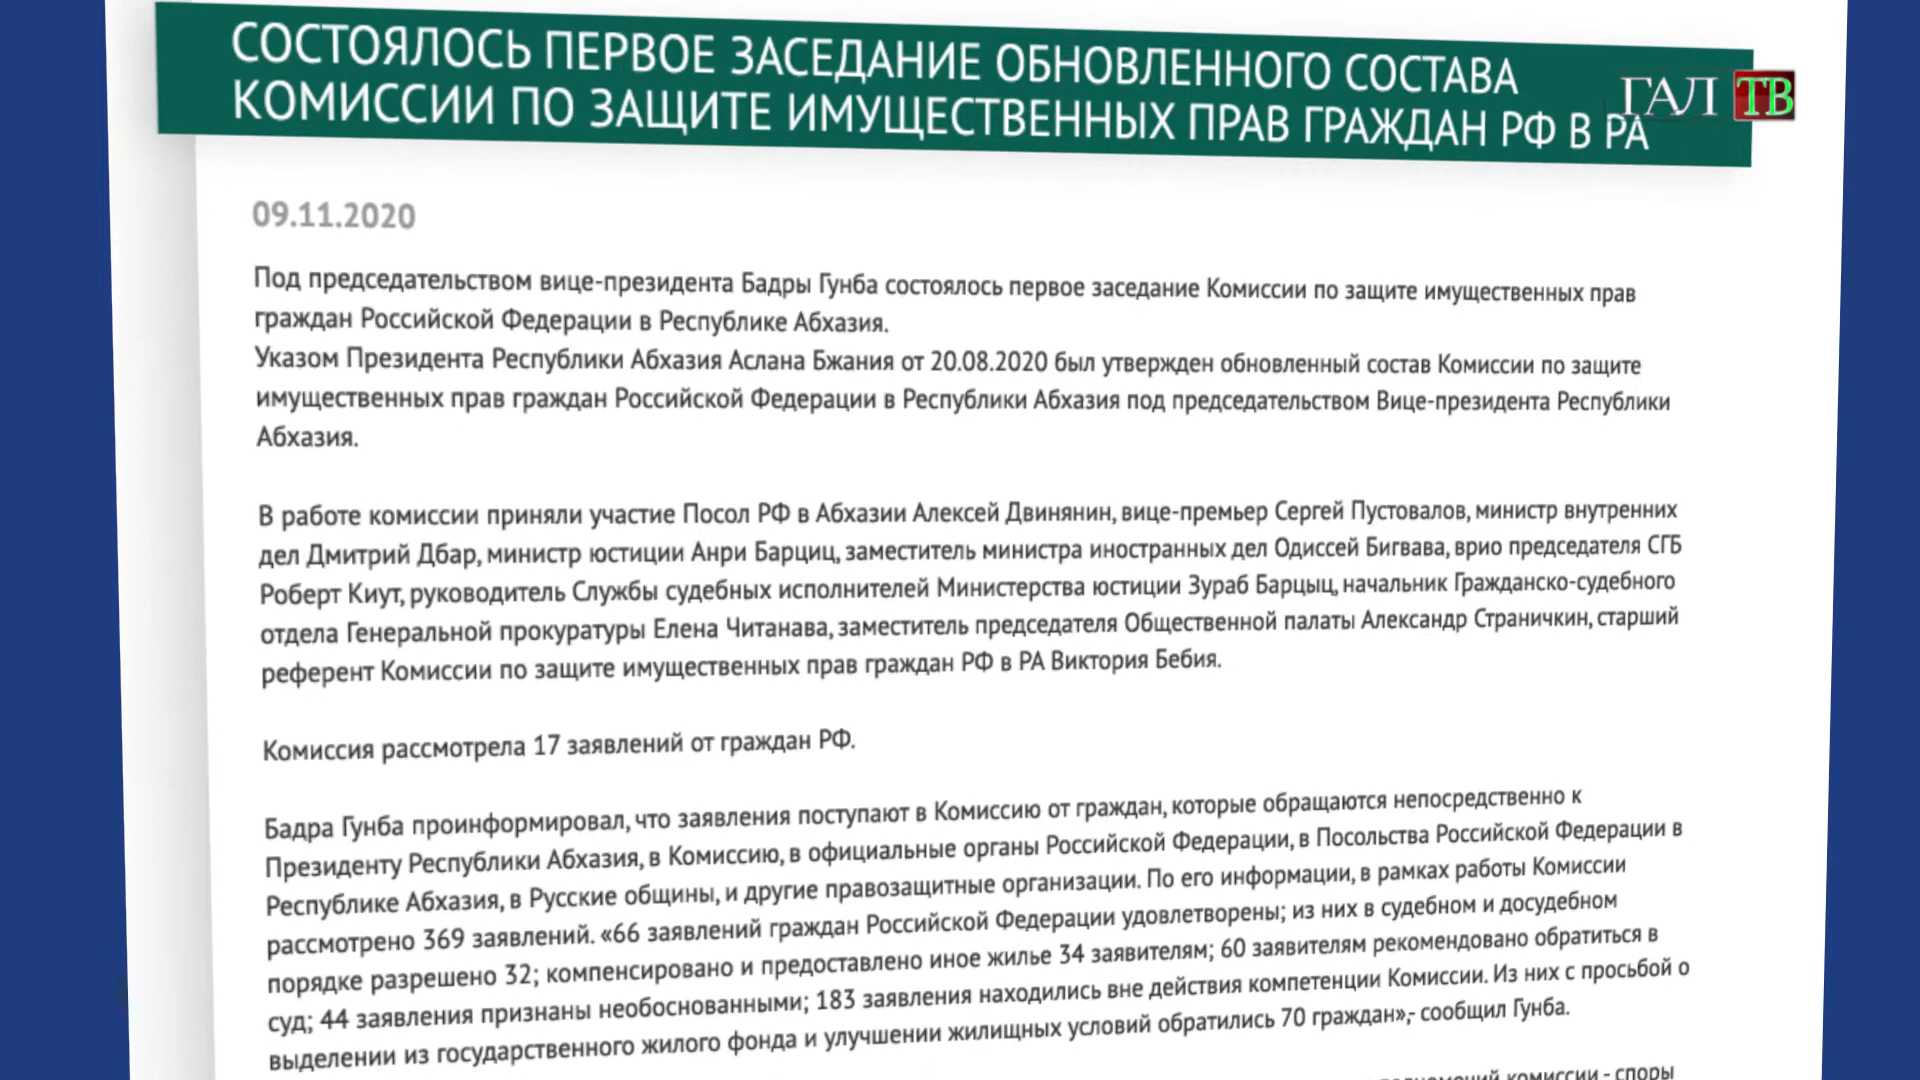 СОСТОЯЛОСЬ ПЕРВОЕ ЗАСЕДАНИЕ ОБНОВЛЕННОГО СОСТАВА
КОМИССИИ ПО ЗАЩИТЕ ИМУЩЕСТВЕННЫХ ПРАВ ГРАЖДАН РФ В РА
ГАЛ ТВ
09.11.2020
Под председательством вице-президента Бадры Гунба состоялось первое заседание Комиссии по защите имущественных прав
граждан Российской Федерации в Республике Абхазия.
Указом Президента Республики Абхазия Аслана Бжания от 20.08.2020 был утвержден обновленный состав Комиссии по защите
имущественных прав граждан Российской Федерации в Республики Абхазия под председательством Вице-президента Республики
Абхазия.
В работе комиссии приняли участие Посол РФ в Абхазии Алексей Двинянин, вице-премьер Сергей Пустовалов, министр внутренних
дел Дмитрий Дбар, министр юстиции Анри Барциц, заместитель министра иностранных дел Одиссей Бигвава, врио председателя СГБ
Роберт Киут, руководитель Службы судебных исполнителей Министерства юстиции Зураб Барцыц, начальник Гражданско-судебного
отдела Генеральной прокуратуры Елена Читанава, заместитель председателя Общественной палаты Александр Страничкин, старший
референт Комиссии по защите имущественных прав граждан РФ в РА Виктория Бебия.
Комиссия рассмотрела 17 заявлений от граждан РФ.
Бадра Гунба проинформировал, что заявления поступают в Комиссию от граждан, которые обращаются непосредственно к
Президенту Республики Абхазия, в Комиссию, в официальные органы Российской Федерации, в Посольства Российской Федерации в
Республике Абхазия, в Русские общины, и другие правозащитные организации. По его информации, в рамках работы Комиссии
рассмотрено 369 заявлений. «66 заявлений граждан Российской Федерации удовлетворены; из них в судебном и досудебном
порядке разрешено 32; компенсировано и предоставлено иное жилье 34 заявителям; 60 заявителям рекомендовано обратиться в
суд; 44 заявления признаны необоснованными; 183 заявления находились вне действия компетенции Комиссии. Из них с просьбой о
выделении из государственного жилого фонда и улучшении жилищных условий обратились 70 граждан»,- сообщил Гунба.
комиссии - споры